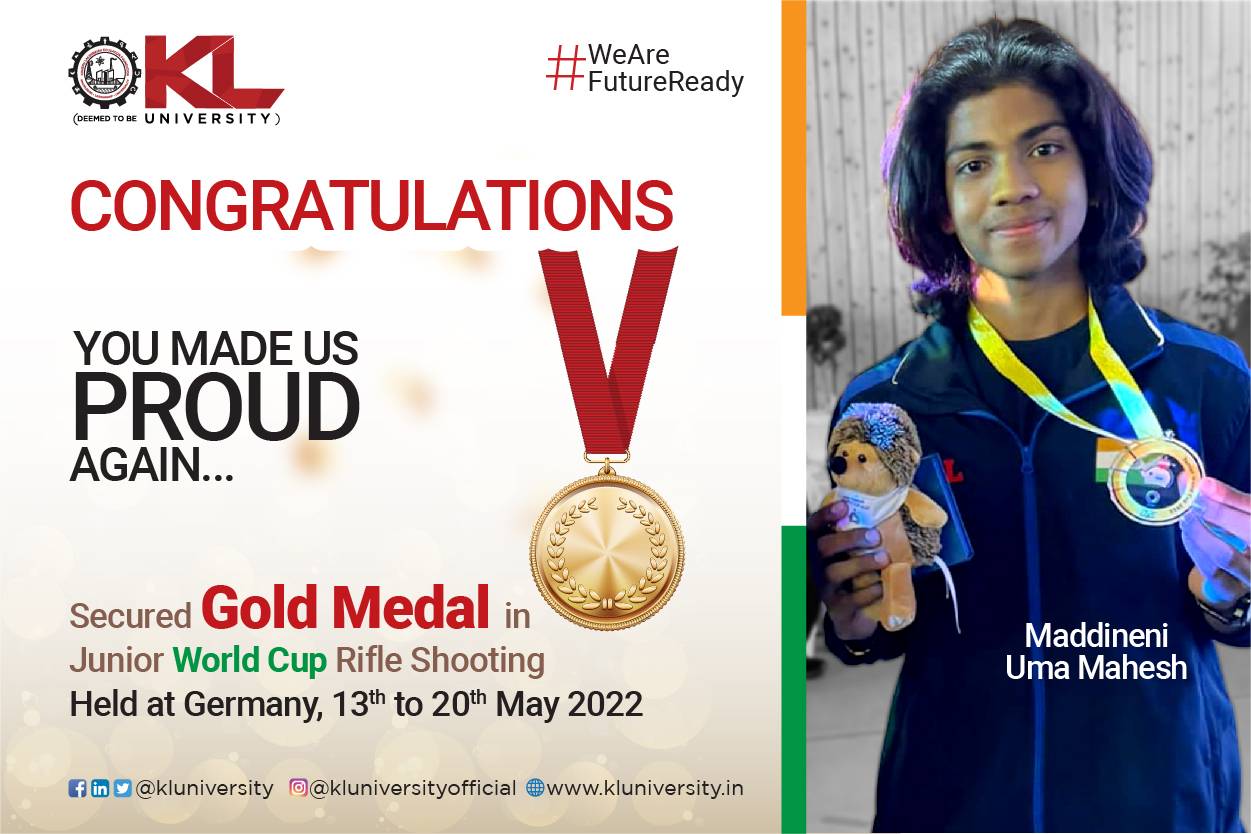 KL
(DEEMED TO BE UNIVERSITY)
#WeAre
FutureReady
CONGRATULATIONS
YOU MADE US
PROUD
AGAIN...
Secured Gold Medal in
Junior World Cup Rifle Shooting
Held at Germany, 13th to 20th May 2022
@kluniversity @kluniversityofficial www.kluniversity.in
Maddineni
Uma Mahesh